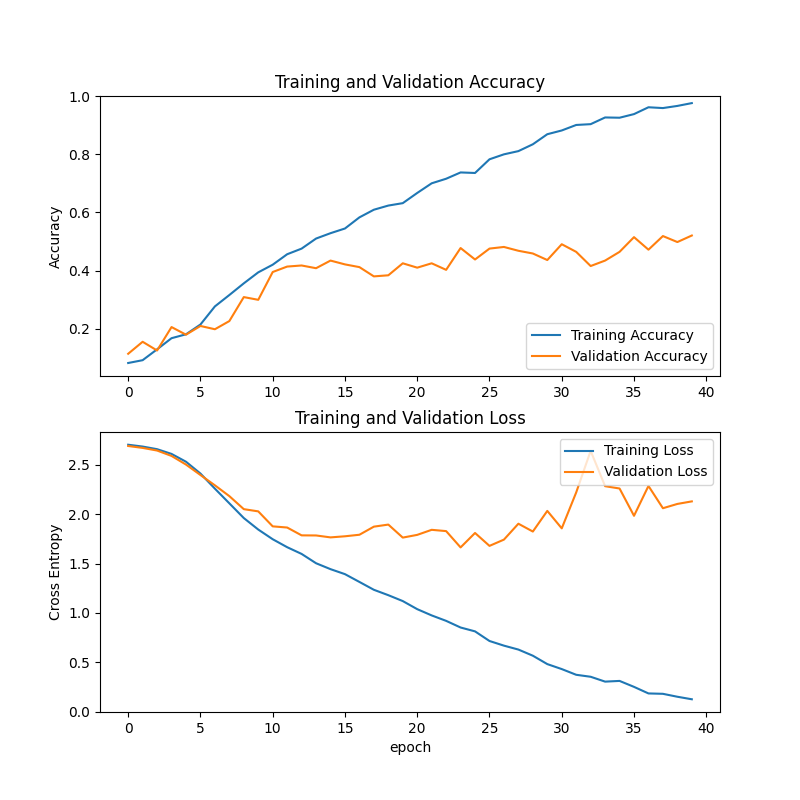 Training and Validation Accuracy
1.0
0.8
0.6
0.4
0.2
Accuracy
Training Accuracy
Validation Accuracy
0 5 10 15 20 25 30 35 40
Training and Validation Loss
2.5
2.0
1.5
1.0
0.5
0.0
Cross Entropy
Training Loss
Validation Loss
0 5 10 15 20 25 30 35 40
epoch